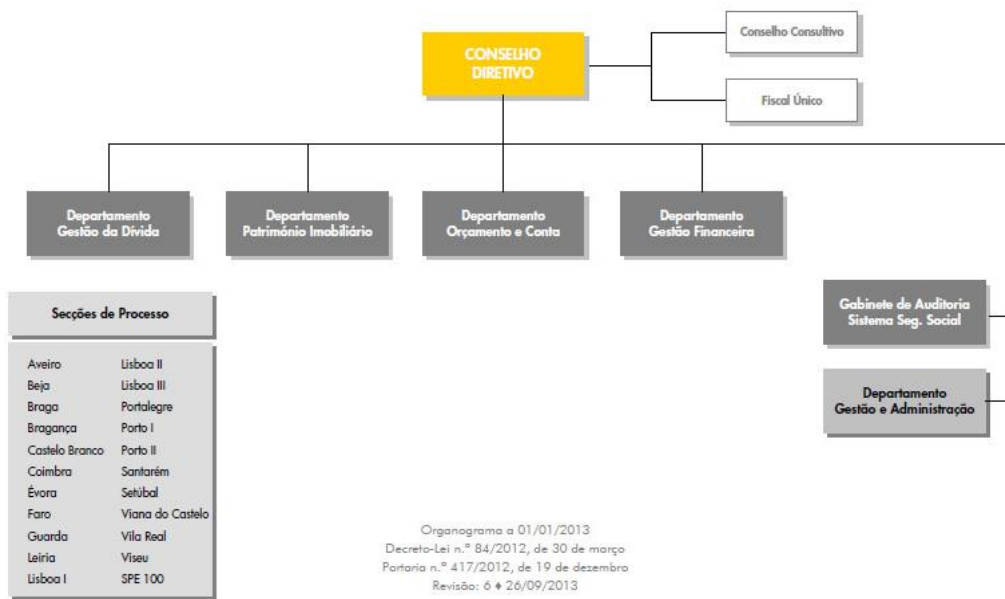 CONSELHO
DIRETIVO
Conselho Consultivo
Fiscal Único
Departamento
Gestão da Dívida
Departamento
Património Imobiliário
Departamento
Orçamento e Conta
Departamento
Gestão Financeira
Gabinete de Auditoria
Sistema Seg. Social
Departamento
Gestão e Administração
Secções de Processo
Aveiro Lisboa II
Beja Lisboa III
Braga Portalegre
Bragança Porto I
Castelo Branco Porto II
Coimbra Santarém
Évora Setúbal
Faro Viana do Castelo
Guarda Vila Real
Leiria Viseu
Lisboa I SPE 100
Organograma a 01/01/2013
Decreto-Lei n.º 84/2012, de 30 de março
Portaria n.º 417/2012, de 19 de dezembro
Revisão: 6 ♦ 26/09/2013